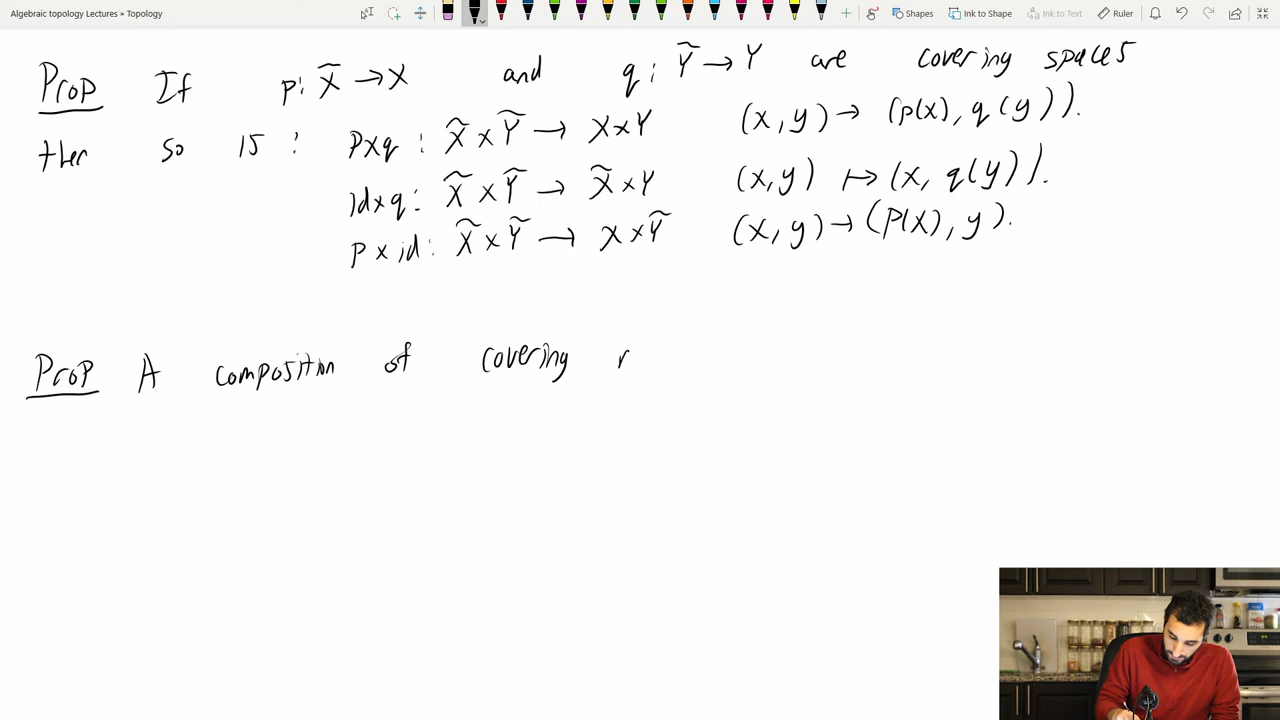 Algebraic topology Lectures » Topology
Shapes Ink to Shape Ink to Text Ruler
Prop If p: X̃ → X and q: Ỹ → Y are covering spaces
then so is: p×q: X̃×Ỹ → X×Y (x,y) → (p(x), q(y)).
id×q: X̃×Ỹ → X̃×Y (x,y) ↦ (x, q(y)).
p×id: X̃×Ỹ → X×Ỹ (x,y) → (p(x), y).
Prop A composition of covering